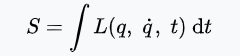 S = ∫ L(q, q̇, t) dt